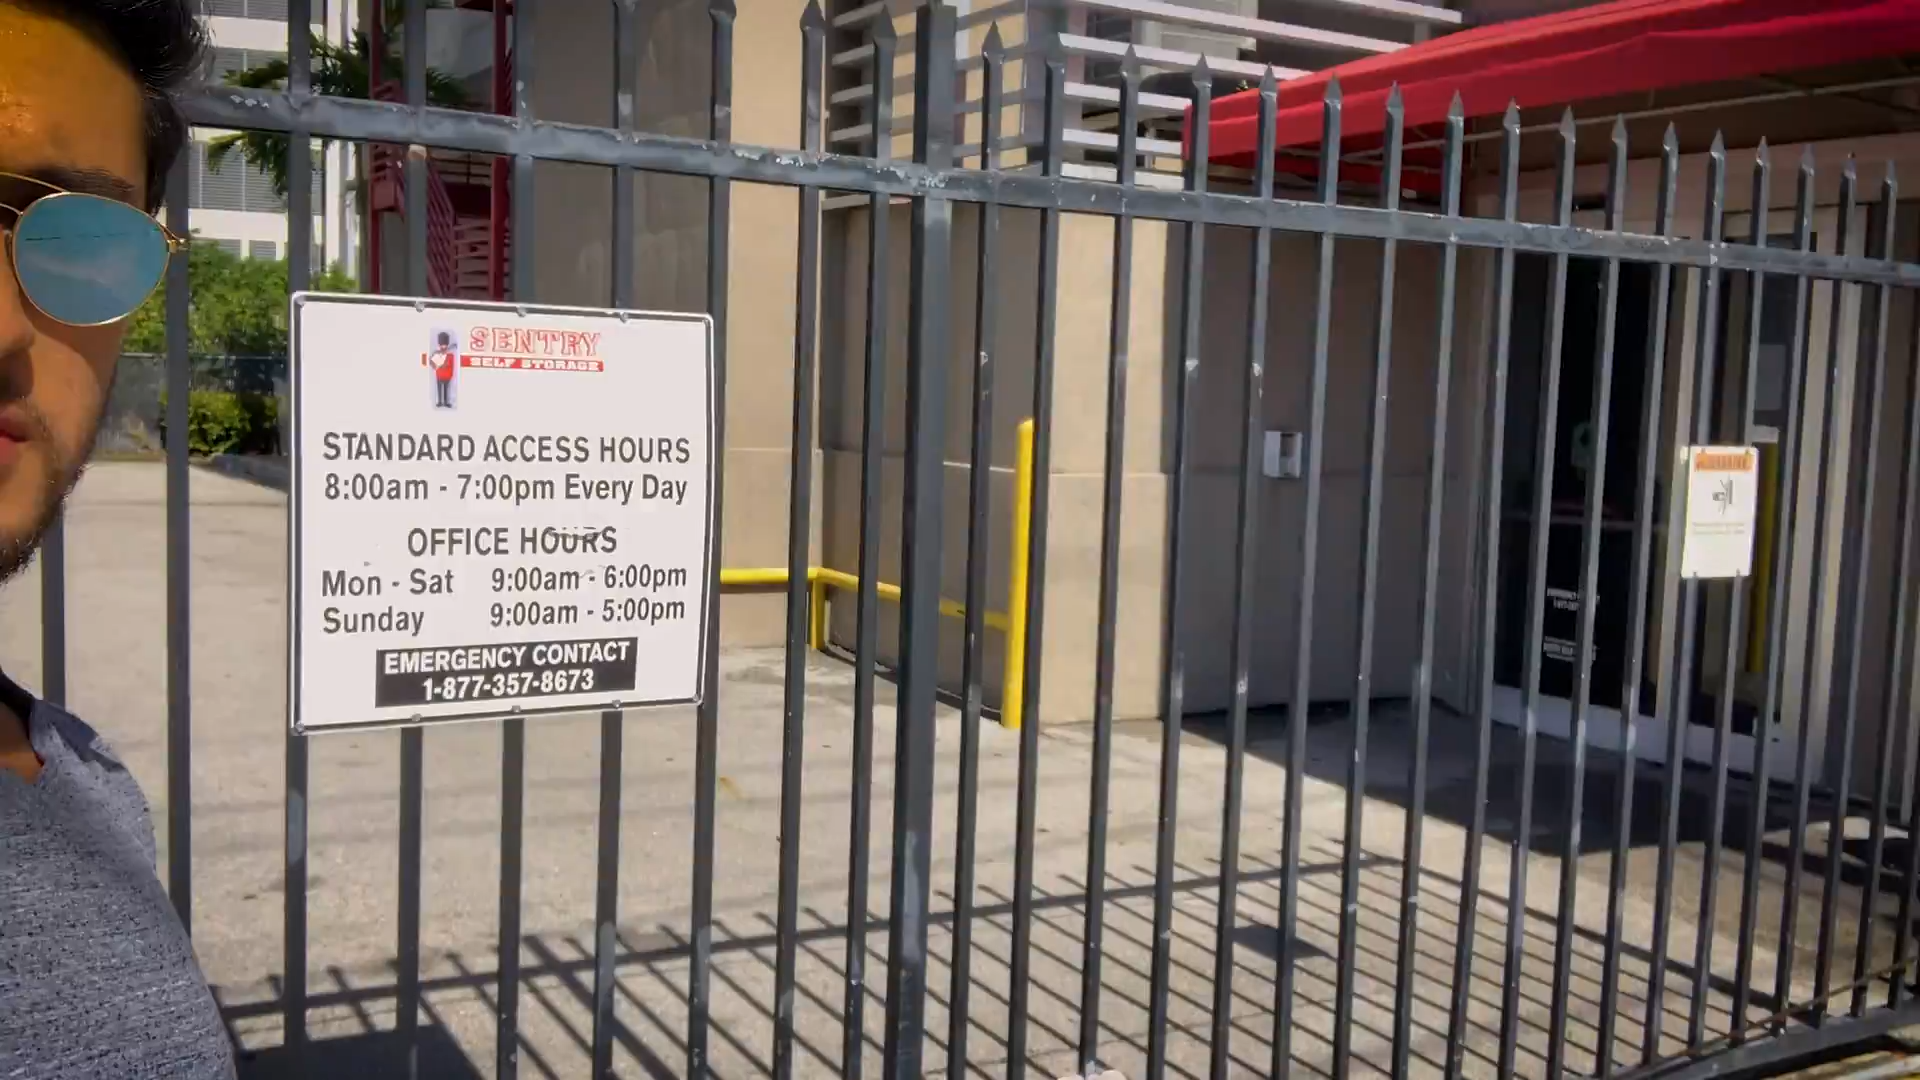 SENTRY
SELF STORAGE
STANDARD ACCESS HOURS
8:00am - 7:00pm Every Day
OFFICE HOURS
Mon - Sat 9:00am - 6:00pm
Sunday 9:00am - 5:00pm
EMERGENCY CONTACT
1-877-357-8673